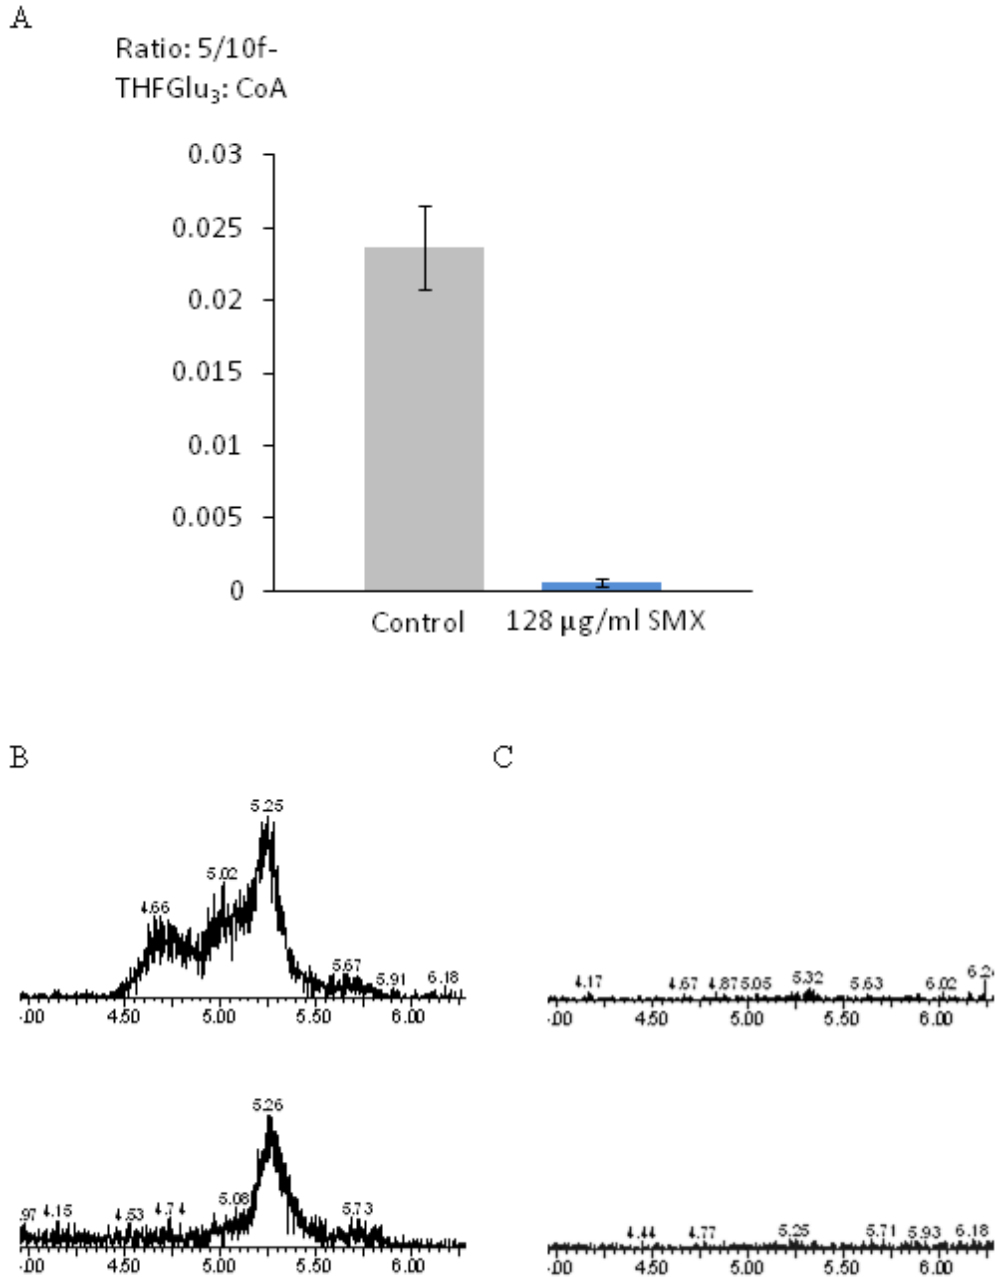 A
Ratio: 5/10f-
THFGlu₃: CoA
0.03
0.025
0.02
0.015
0.01
0.005
0
Control 128 µg/ml SMX
B C
5.25
5.02
4.66
5.67
5.91 6.18
.00 4.50 5.00 5.50 6.00
4.17 4.67 4.87 5.05 5.32 5.63 6.02 6.24
.00 4.50 5.00 5.50 6.00
5.26
5.08
.97 4.15 4.53 4.74 5.73
.00 4.50 5.00 5.50 6.00
4.44 4.77 5.25 5.71 5.93 6.18
.00 4.50 5.00 5.50 6.00